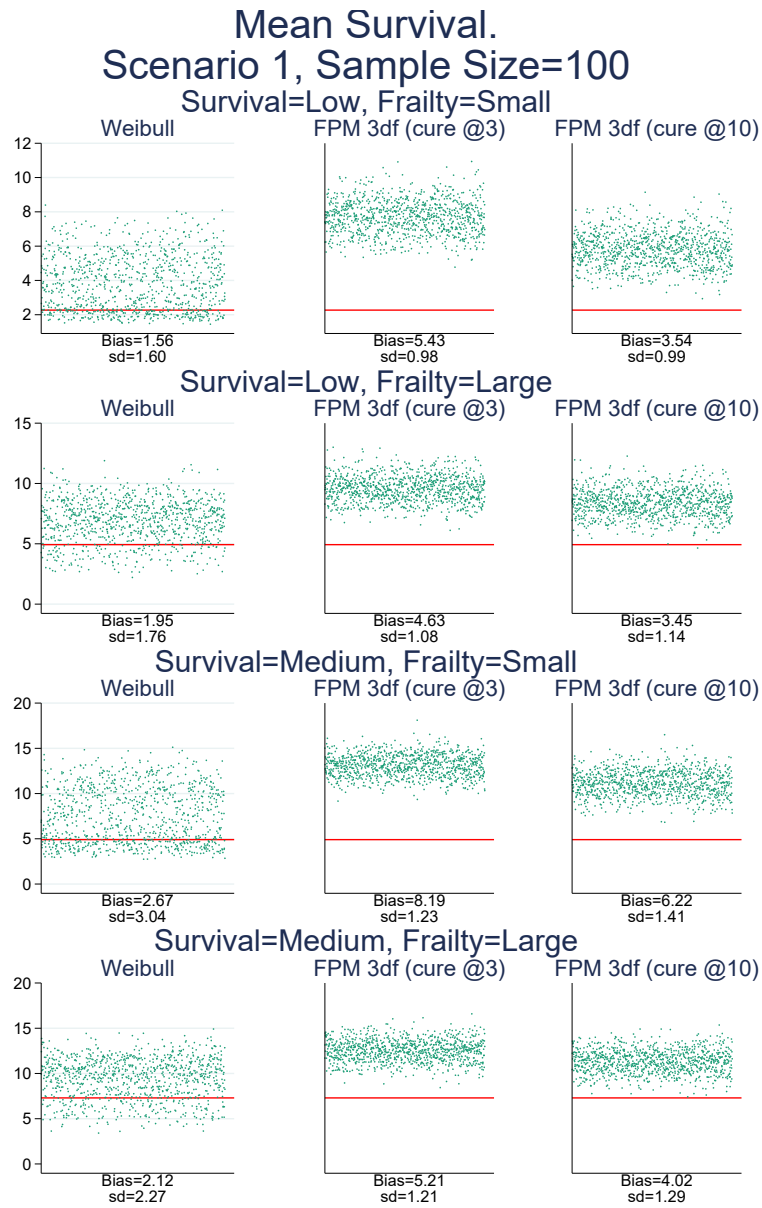 Mean Survival.
Scenario 1, Sample Size=100
Survival=Low, Frailty=Small
Weibull
FPM 3df (cure @3)
FPM 3df (cure @10)
12
10
8
6
4
2
Bias=1.56
sd=1.60
Bias=5.43
sd=0.98
Bias=3.54
sd=0.99
Survival=Low, Frailty=Large
Weibull
FPM 3df (cure @3)
FPM 3df (cure @10)
15
10
5
0
Bias=1.95
sd=1.76
Bias=4.63
sd=1.08
Bias=3.45
sd=1.14
Survival=Medium, Frailty=Small
Weibull
FPM 3df (cure @3)
FPM 3df (cure @10)
20
15
10
5
0
Bias=2.67
sd=3.04
Bias=8.19
sd=1.23
Bias=6.22
sd=1.41
Survival=Medium, Frailty=Large
Weibull
FPM 3df (cure @3)
FPM 3df (cure @10)
20
15
10
5
0
Bias=2.12
sd=2.27
Bias=5.21
sd=1.21
Bias=4.02
sd=1.29